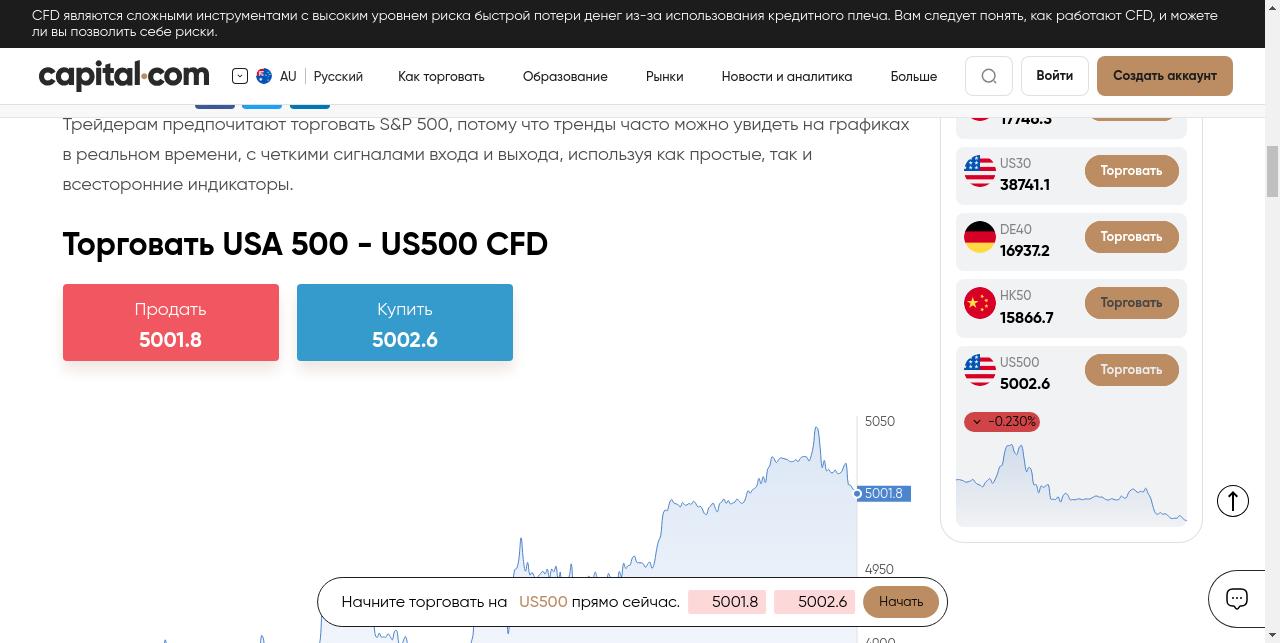 CFD являются сложными инструментами с высоким уровнем риска быстрой потери денег из-за использования кредитного плеча. Вам следует понять, как работают CFD, и можете
ли вы позволить себе риски.
capital.com
AU
Русский
Как торговать
Образование
Рынки
Новости и аналитика
Больше
Войти
Создать аккаунт
Трейдерам предпочитают торговать S&P 500, потому что тренды часто можно увидеть на графиках
в реальном времени, с четкими сигналами входа и выхода, используя как простые, так и
всесторонние индикаторы.
Торговать USA 500 - US500 CFD
Продать
5001.8
Купить
5002.6
5050
5001.8
4950
4900
17746.3
US30
38741.1
Торговать
DE40
16937.2
Торговать
HK50
15866.7
Торговать
US500
5002.6
Торговать
-0.230%
Начните торговать на US500 прямо сейчас.
5001.8
5002.6
Начать